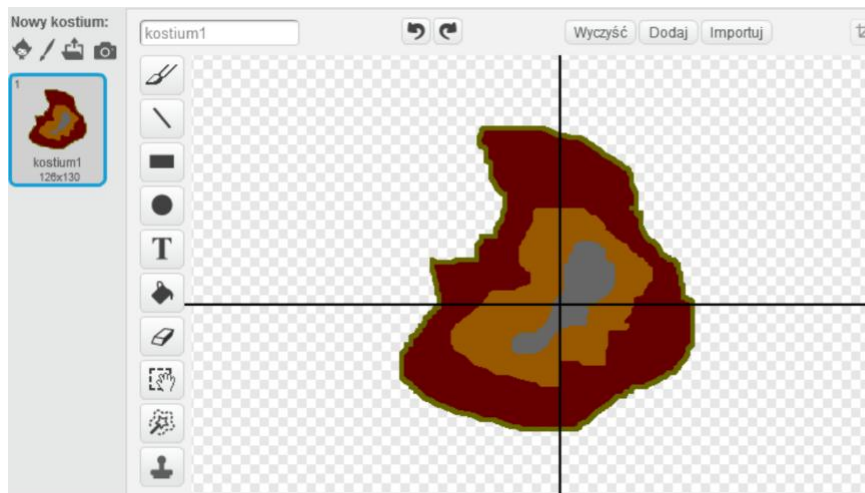 Nowy kostium:
kostium1
Wyczyść Dodaj Importuj
1
kostium1
126x130
T